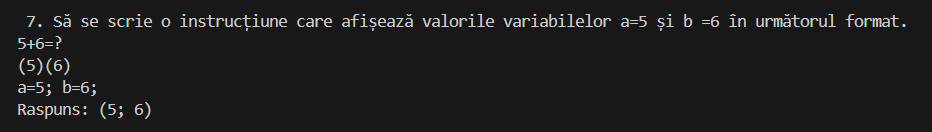 7. Să se scrie o instrucțiune care afișează valorile variabilelor a=5 și b =6 în următorul format.
5+6=?
(5)(6)
a=5; b=6;
Raspuns: (5; 6)